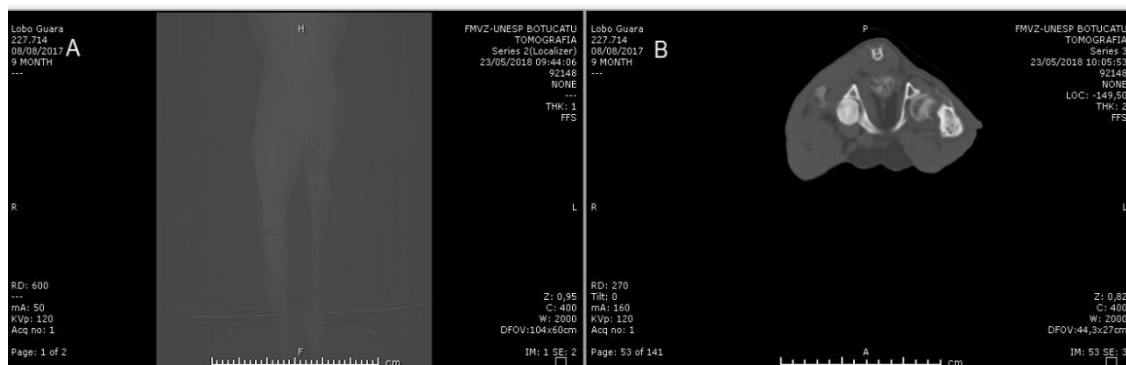 Lobo Guara
227.714
08/08/2017
9 MONTH
---
A
H
FMVZ-UNESP BOTUCATU
TOMOGRAFIA
Series 2(Localizer)
23/05/2018 09:44:06
92148
NONE
---
THK: 1
FFS
R
L
RD: 600
---
mA: 50
KVp: 120
Acq no: 1
Page: 1 of 2
F
cm
Z: 0,95
C: 400
W: 2000
DFOV:104x60cm
IM: 1 SE: 2
Lobo Guara
227.714
08/08/2017
9 MONTH
---
B
P
FMVZ-UNESP BOTUCATU
TOMOGRAFIA
Series 3
23/05/2018 10:05:53
92148
NONE
LOC: -149,50
THK: 2
FFS
R
L
RD: 270
Tilt: 0
mA: 160
KVp: 120
Acq no: 1
Page: 53 of 141
A
cm
Z: 0,82
C: 400
W: 2000
DFOV:44,3x27cm
IM: 53 SE: 3